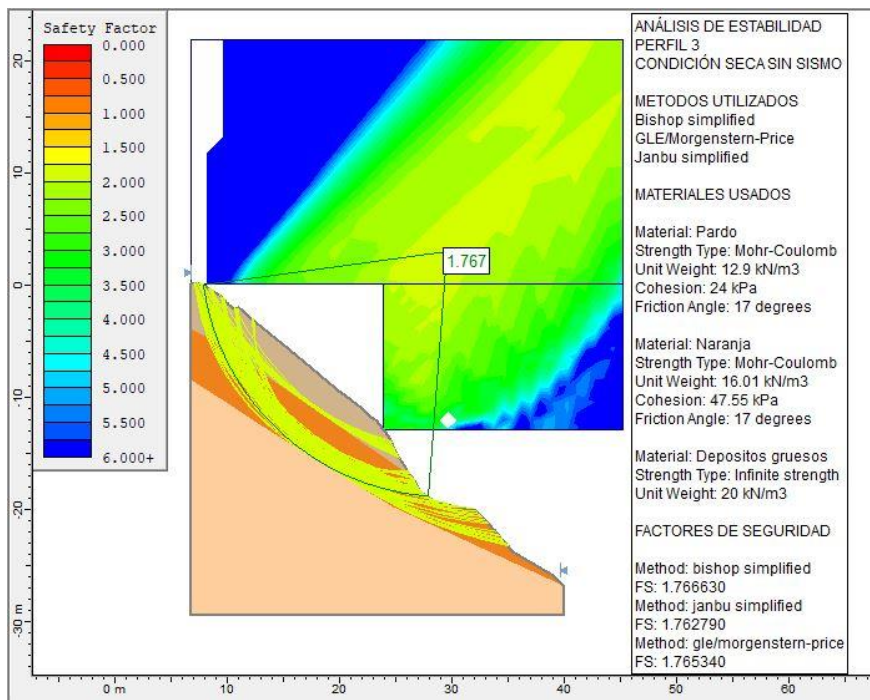 Safety Factor
0.000
0.500
1.000
1.500
2.000
2.500
3.000
3.500
4.000
4.500
5.000
5.500
6.000+
20
10
0
-10
-20
-30 m
0 m
10
20
30
40
50
60
1.767
ANÁLISIS DE ESTABILIDAD
PERFIL 3
CONDICIÓN SECA SIN SISMO
METODOS UTILIZADOS
Bishop simplified
GLE/Morgenstern-Price
Janbu simplified
MATERIALES USADOS
Material: Pardo
Strength Type: Mohr-Coulomb
Unit Weight: 12.9 kN/m3
Cohesion: 24 kPa
Friction Angle: 17 degrees
Material: Naranja
Strength Type: Mohr-Coulomb
Unit Weight: 16.01 kN/m3
Cohesion: 47.55 kPa
Friction Angle: 17 degrees
Material: Depositos gruesos
Strength Type: Infinite strength
Unit Weight: 20 kN/m3
FACTORES DE SEGURIDAD
Method: bishop simplified
FS: 1.766630
Method: janbu simplified
FS: 1.762790
Method: gle/morgenstern-price
FS: 1.765340